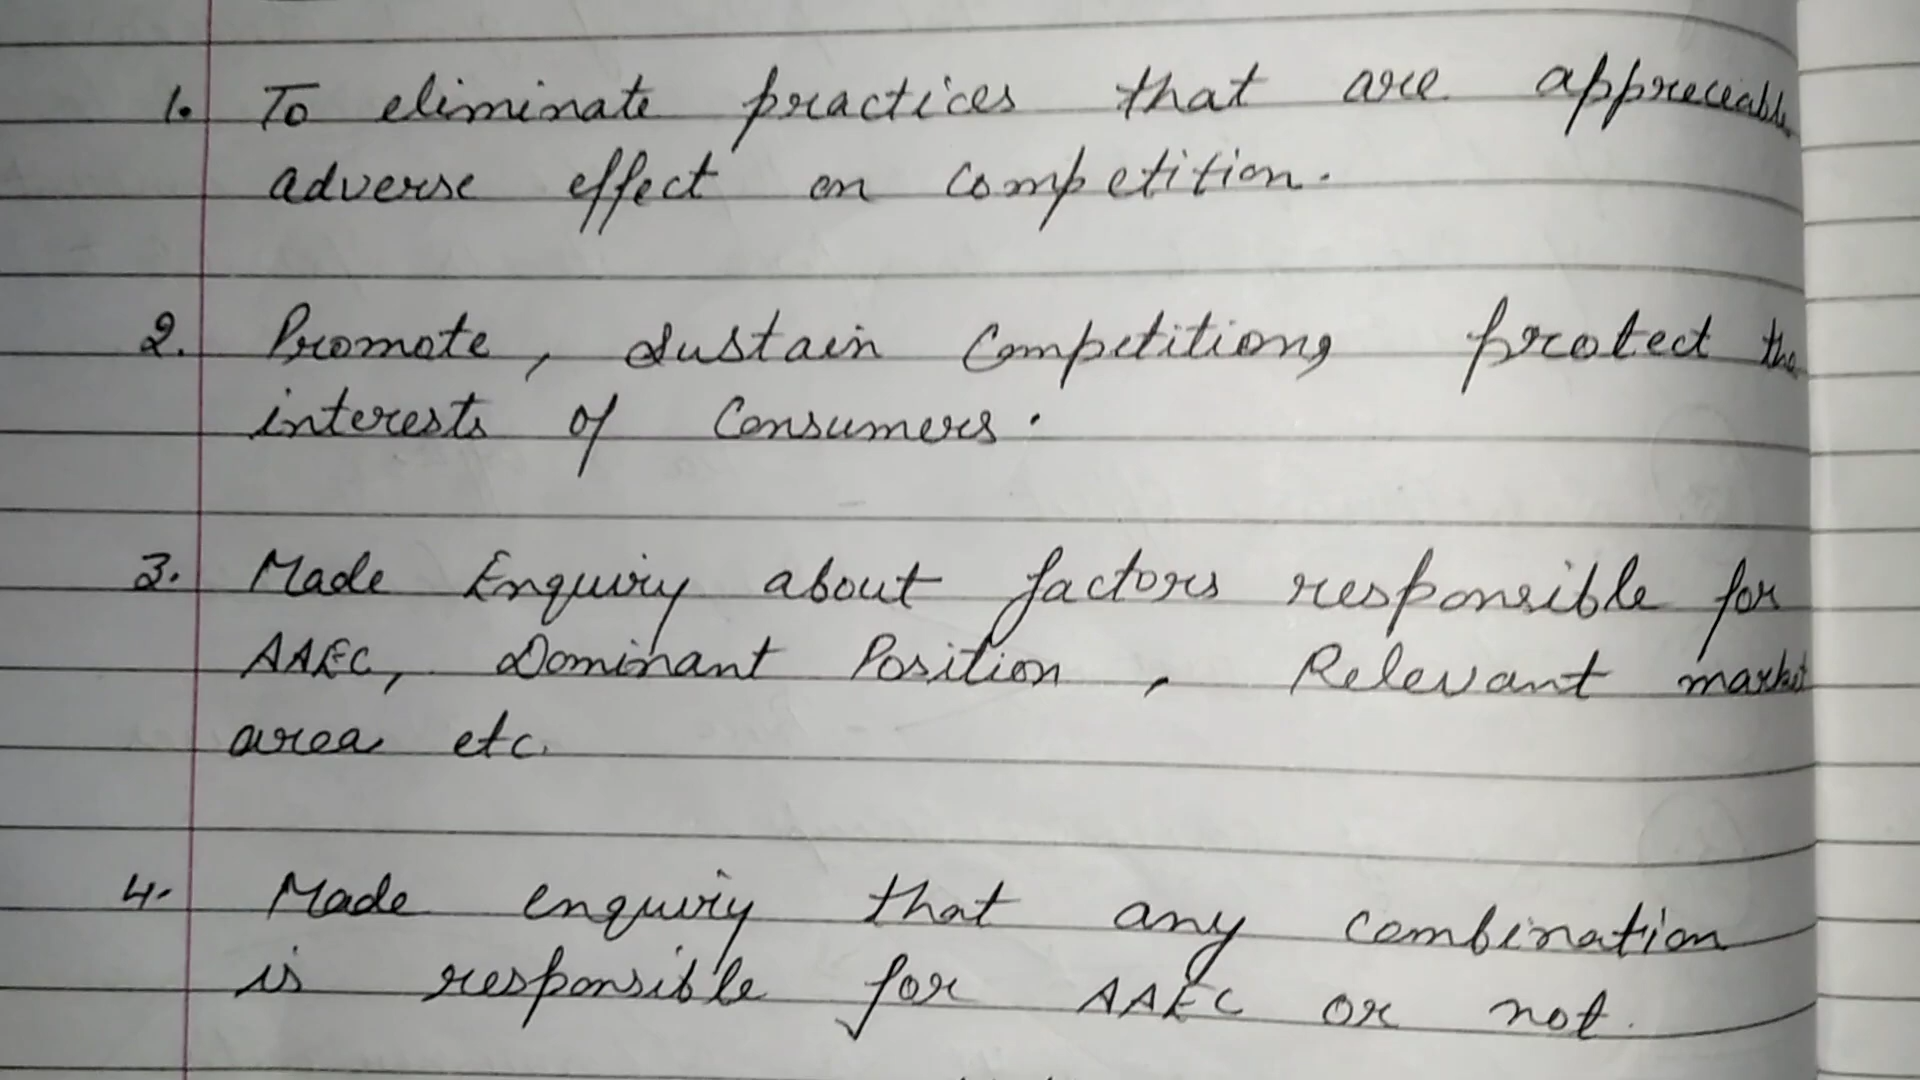 1. To eliminate practices that are appreceable
adverse effect on competition.
2. Promote, Sustain Competition, protect the
interests of Consumers.
3. Made Enquiry about factors responsible for
AAEC, Dominant Position, Relevant market
area etc.
4. Made enquiry that any combination
is responsible for AAEC or not.